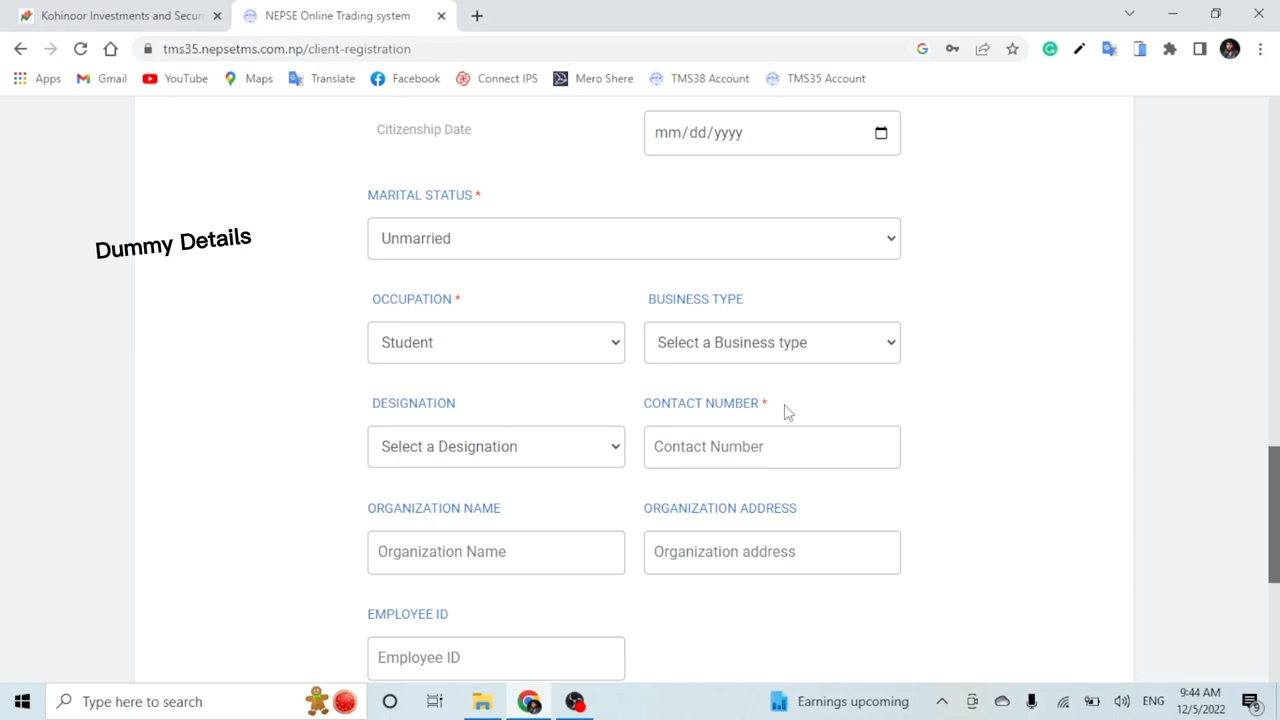 Kohinoor Investments and Securi
NEPSE Online Trading system
tms35.nepsetms.com.np/client-registration
Apps Gmail YouTube Maps Translate Facebook Connect IPS Mero Share TMS38 Account TMS35 Account
Citizenship Date
mm/dd/yyyy
MARITAL STATUS *
Dummy Details
Unmarried
OCCUPATION * BUSINESS TYPE
Student Select a Business type
DESIGNATION CONTACT NUMBER *
Select a Designation Contact Number
ORGANIZATION NAME ORGANIZATION ADDRESS
Organization Name Organization address
EMPLOYEE ID
Employee ID
Type here to search Earnings upcoming ENG 9:44 AM
12/5/2022 9